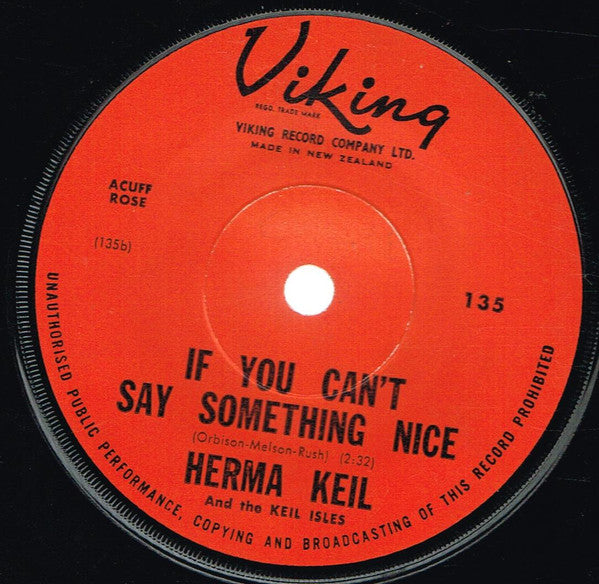 Viking
REGD. TRADE MARK
VIKING RECORD COMPANY LTD.
MADE IN NEW ZEALAND
ACUFF
ROSE
(135b)
135
IF YOU CAN'T
SAY SOMETHING NICE
(Orbison-Melson-Rush) (2:32)
HERMA KEIL
And the KEIL ISLES
UNAUTHORISED PUBLIC PERFORMANCE, COPYING AND BROADCASTING OF THIS RECORD PROHIBITED